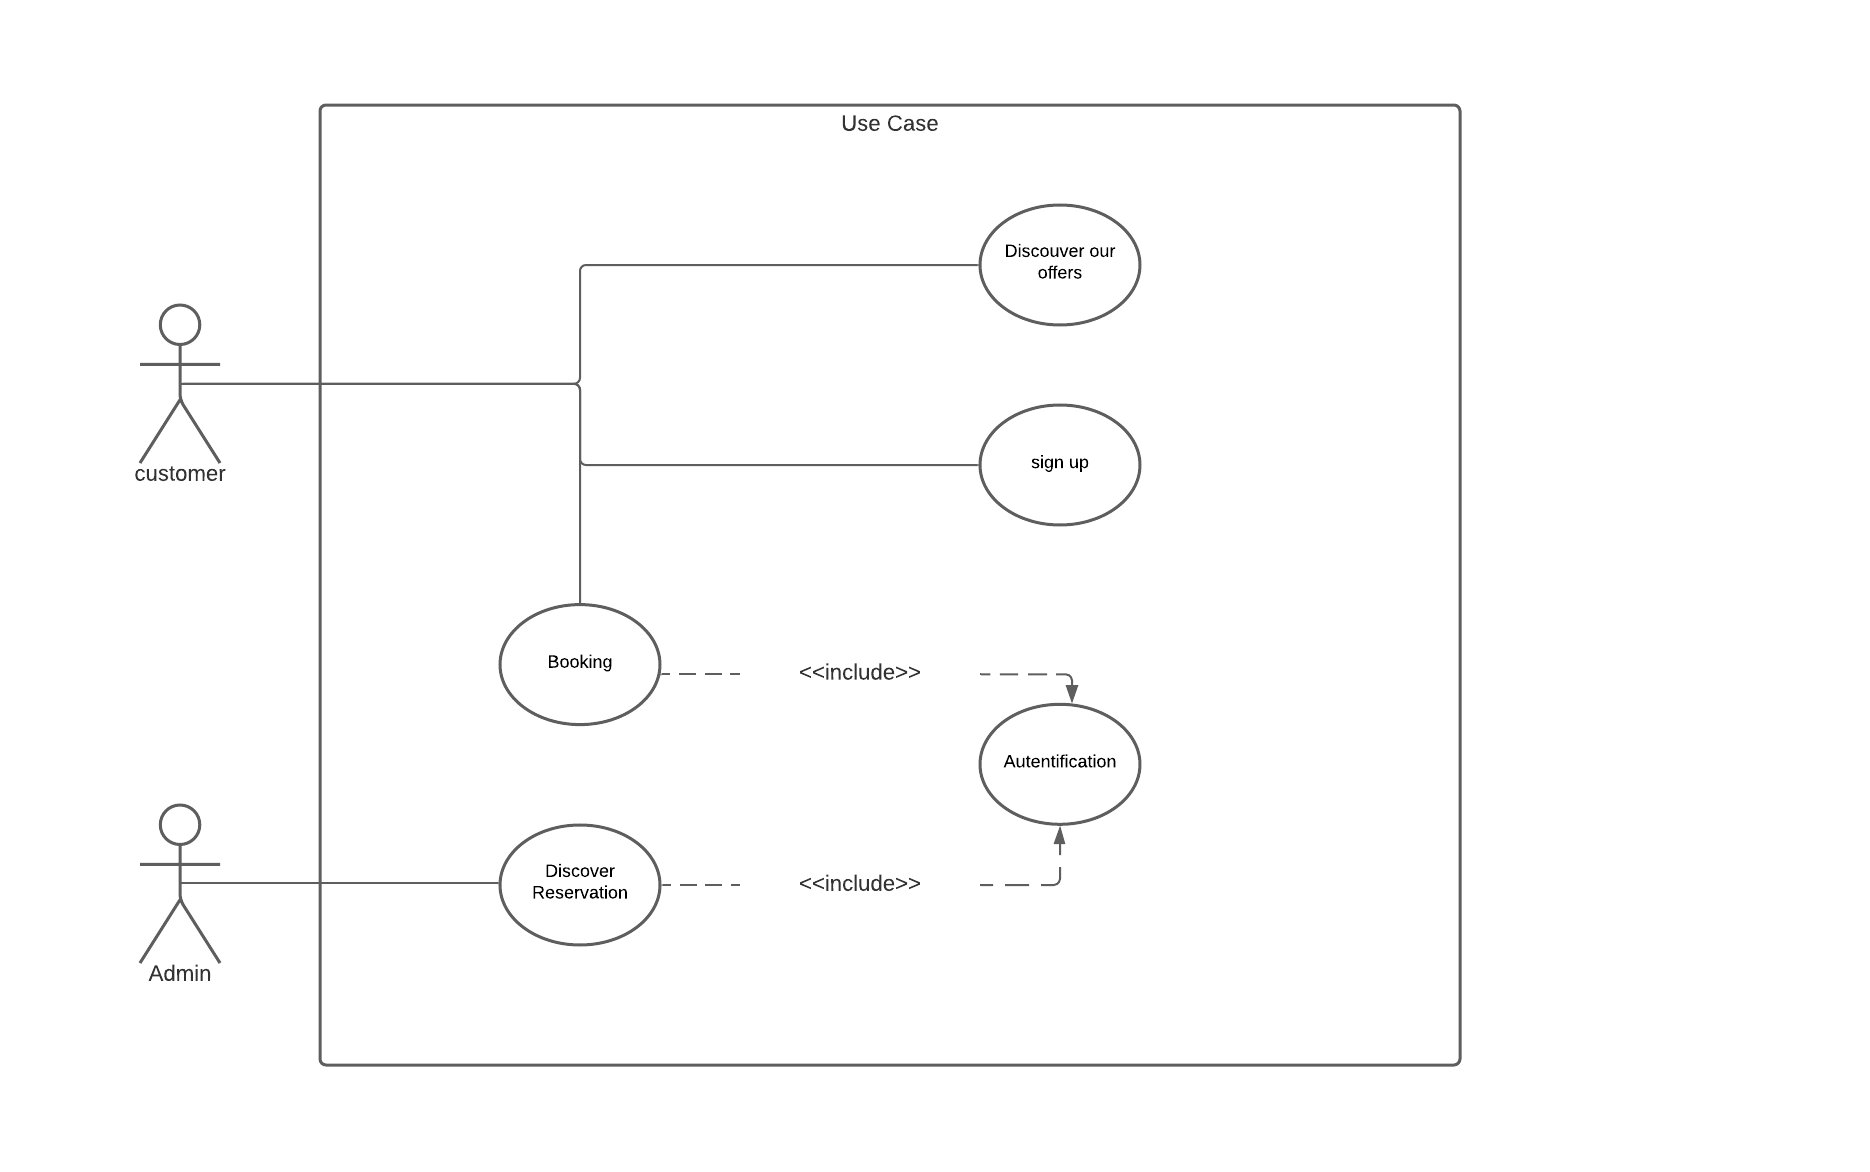 Use Case
Discouver our
offers
customer
sign up
Booking
<<include>>
Autentification
Discover
Reservation
<<include>>
Admin